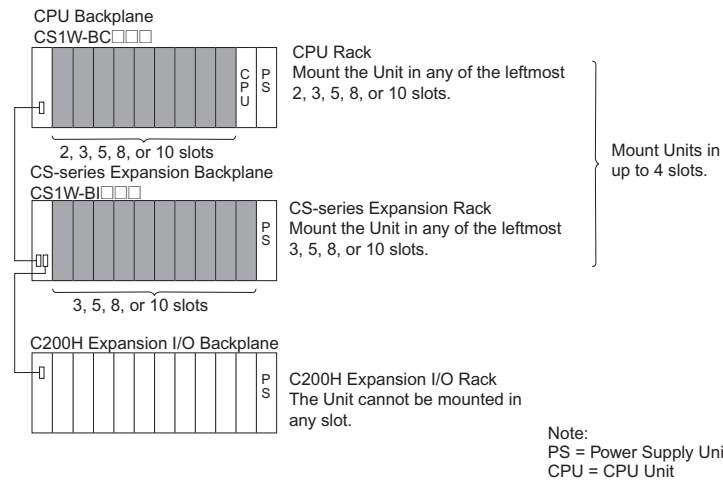 CPU Backplane
CS1W-BC□□□
C
P
U
P
S
CPU Rack
Mount the Unit in any of the leftmost
2, 3, 5, 8, or 10 slots.
2, 3, 5, 8, or 10 slots
Mount Units in
up to 4 slots.
CS-series Expansion Backplane
CS1W-BI□□□
P
S
CS-series Expansion Rack
Mount the Unit in any of the leftmost
3, 5, 8, or 10 slots.
3, 5, 8, or 10 slots
C200H Expansion I/O Backplane
P
S
C200H Expansion I/O Rack
The Unit cannot be mounted in
any slot.
Note:
PS = Power Supply Uni
CPU = CPU Unit